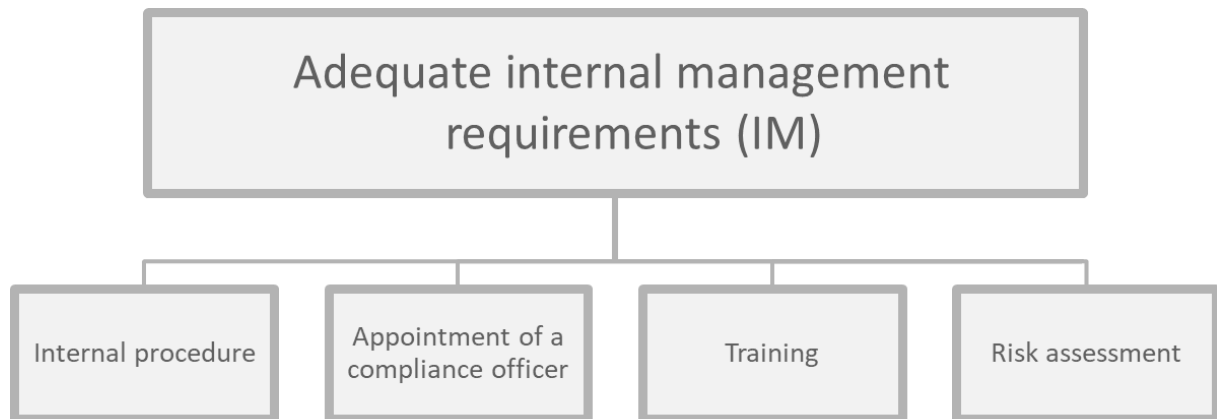 Adequate internal management
requirements (IM)
Internal procedure
Appointment of a
compliance officer
Training
Risk assessment